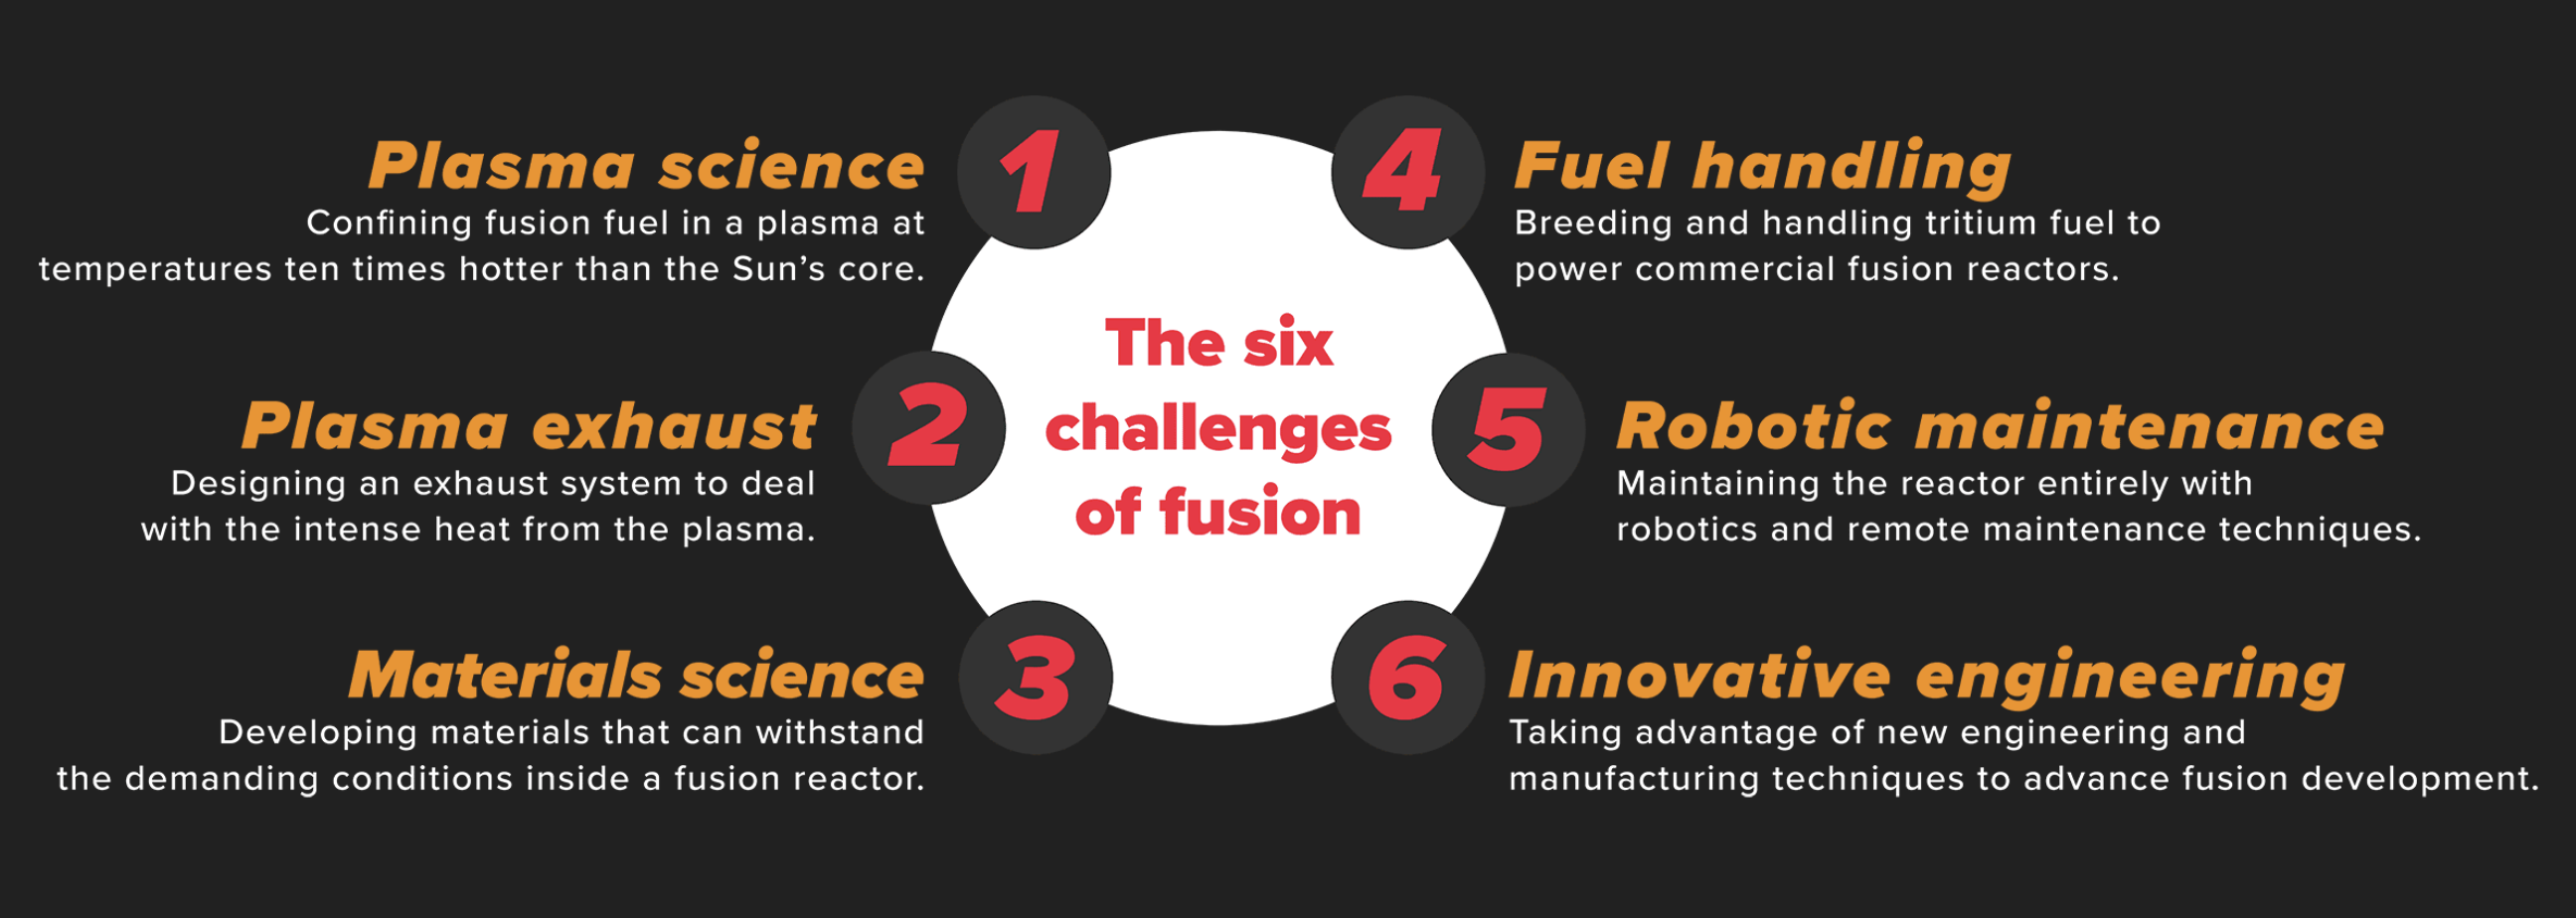 The six
challenges
of fusion
1
Plasma science
Confining fusion fuel in a plasma at
temperatures ten times hotter than the Sun’s core.
2
Plasma exhaust
Designing an exhaust system to deal
with the intense heat from the plasma.
3
Materials science
Developing materials that can withstand
the demanding conditions inside a fusion reactor.
4
Fuel handling
Breeding and handling tritium fuel to
power commercial fusion reactors.
5
Robotic maintenance
Maintaining the reactor entirely with
robotics and remote maintenance techniques.
6
Innovative engineering
Taking advantage of new engineering and
manufacturing techniques to advance fusion development.